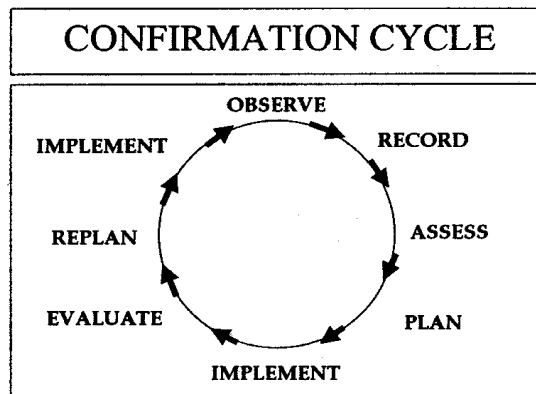 CONFIRMATION CYCLE
OBSERVE
RECORD
ASSESS
PLAN
IMPLEMENT
EVALUATE
REPLAN
IMPLEMENT